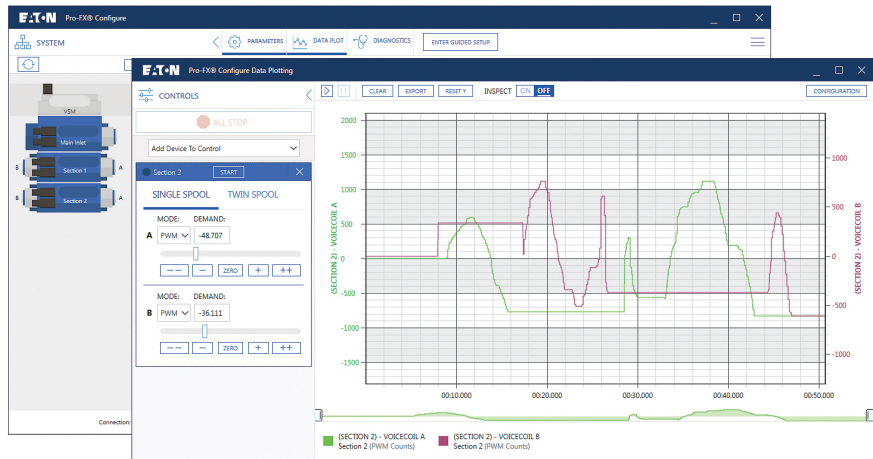 EATON Pro-FX® Configure
SYSTEM
PARAMETERS
DATA PLOT
DIAGNOSTICS
ENTER GUIDED SETUP
VSM
Main Inlet
B Section 1 A
B Section 2 A
Connection:
EATON Pro-FX® Configure Data Plotting
CONTROLS
ALL STOP
Add Device To Control
Section 2 START
SINGLE SPOOL TWIN SPOOL
MODE: DEMAND:
A PWM -48.707
-- - ZERO + ++
MODE: DEMAND:
B PWM -36.111
-- - ZERO + ++
CLEAR EXPORT RESET Y INSPECT ON OFF CONFIGURATION
(SECTION 2) - VOICECOIL A
2000
1500
1000
500
0
-500
-1000
-1500
1000
500
0
-500
-1000
(SECTION 2) - VOICECOIL B
00:10.000 00:20.000 00:30.000 00:40.000 00:50.000
(SECTION 2) - VOICECOIL A (SECTION 2) - VOICECOIL B
Section 2 (PWM Counts) Section 2 (PWM Counts)